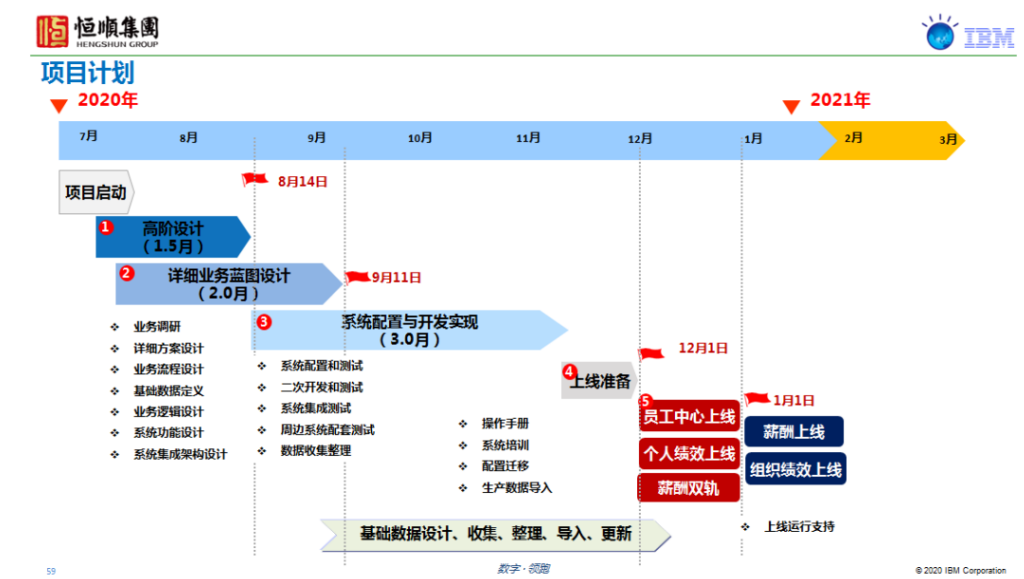 恒順集團
HENGSHUN GROUP
IBM
项目计划
2020年
2021年
7月
8月
9月
10月
11月
12月
1月
2月
3月
项目启动
8月14日
1
高阶设计
（1.5月）
2
详细业务蓝图设计
（2.0月）
9月11日
3
系统配置与开发实现
（3.0月）
业务调研
详细方案设计
业务流程设计
基础数据定义
业务逻辑设计
系统功能设计
系统集成架构设计
系统配置和测试
二次开发和测试
系统集成测试
周边系统配套测试
数据收集整理
4
上线准备
12月1日
操作手册
系统培训
配置迁移
生产数据导入
5
员工中心上线
个人绩效上线
薪酬双轨
1月1日
薪酬上线
组织绩效上线
上线运行支持
基础数据设计、收集、整理、导入、更新
59
数字·领跑
© 2020 IBM Corporation